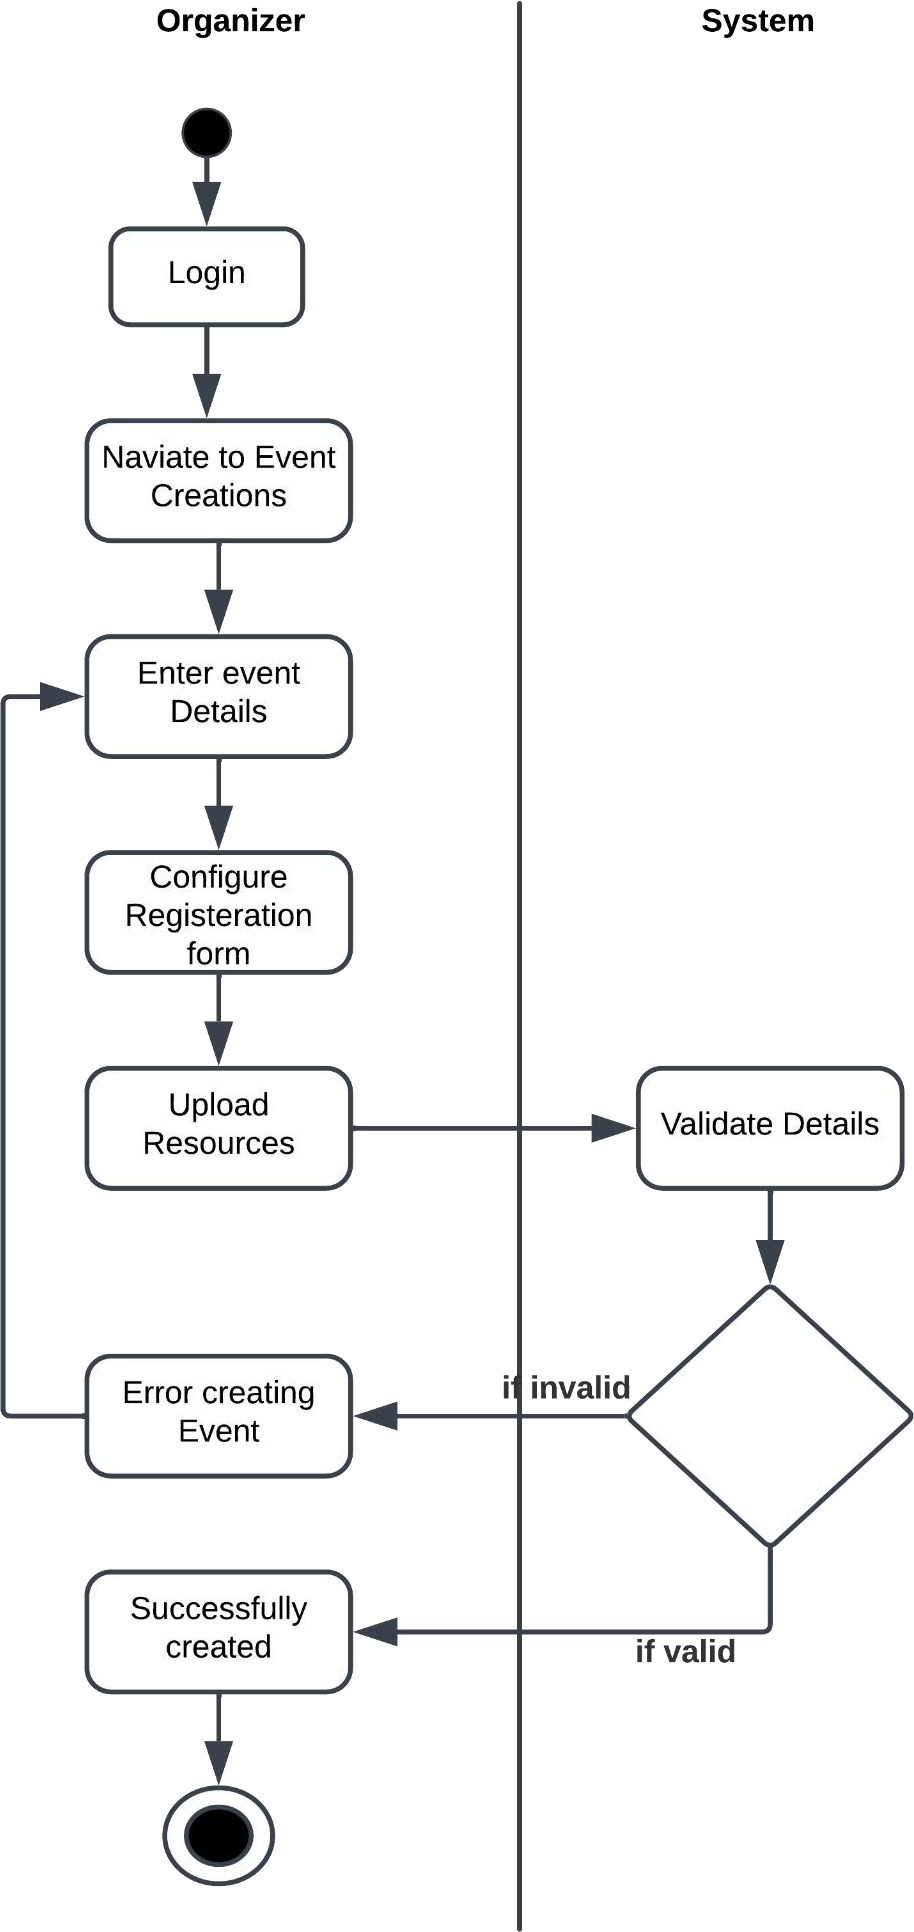 Organizer
System
Login
Naviate to Event
Creations
Enter event
Details
Configure
Registeration
form
Upload
Resources
Validate Details
if invalid
Error creating
Event
Successfully
created
if valid